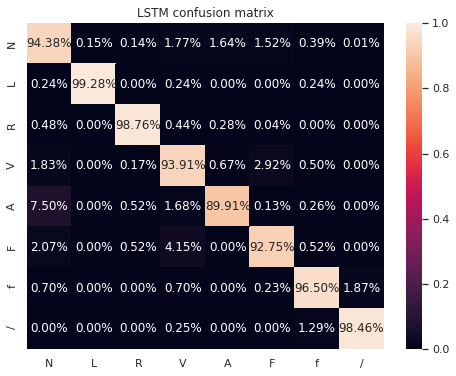 LSTM confusion matrix
N 94.38% 0.15% 0.14% 1.77% 1.64% 1.52% 0.39% 0.01%
L 0.24% 99.28% 0.00% 0.24% 0.00% 0.00% 0.24% 0.00%
R 0.48% 0.00% 98.76% 0.44% 0.28% 0.04% 0.00% 0.00%
V 1.83% 0.00% 0.17% 93.91% 0.67% 2.92% 0.50% 0.00%
A 7.50% 0.00% 0.52% 1.68% 89.91% 0.13% 0.26% 0.00%
F 2.07% 0.00% 0.52% 4.15% 0.00% 92.75% 0.52% 0.00%
f 0.70% 0.00% 0.00% 0.70% 0.00% 0.23% 96.50% 1.87%
/ 0.00% 0.00% 0.00% 0.25% 0.00% 0.00% 1.29% 98.46%
N L R V A F f /
1.0
0.8
0.6
0.4
0.2
0.0